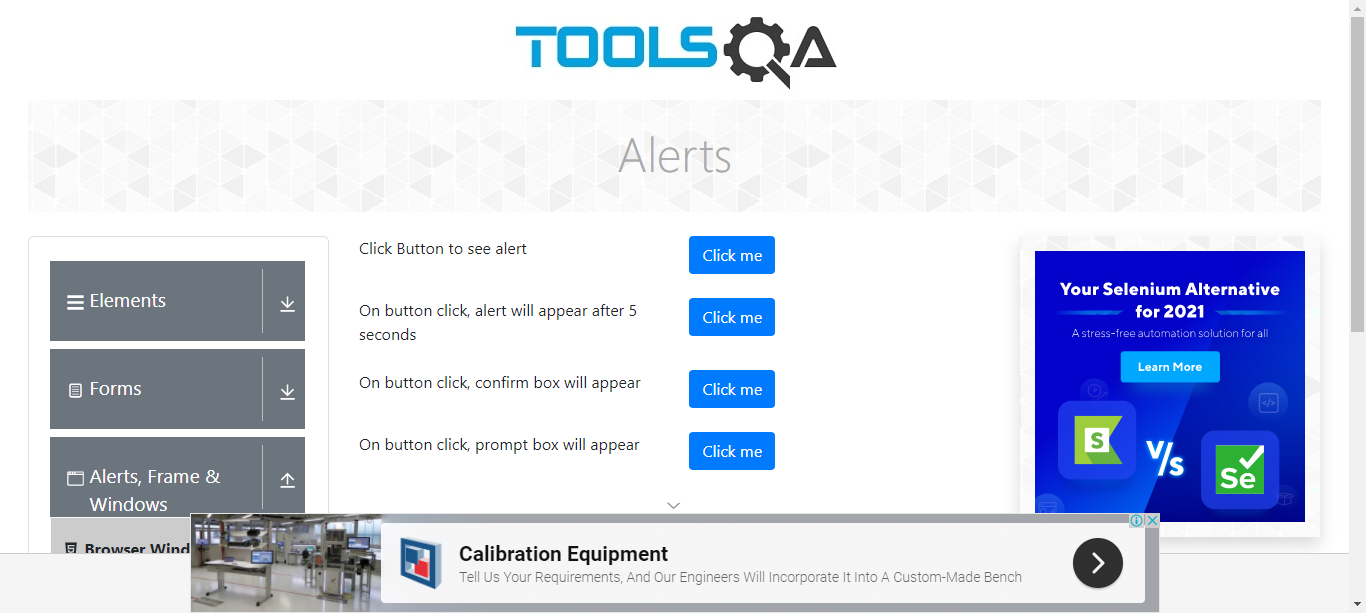 TOOLSQA
Alerts
Elements
Forms
Alerts, Frame &
Windows
Browser Wind
Click Button to see alert
Click me
On button click, alert will appear after 5
seconds
Click me
On button click, confirm box will appear
Click me
On button click, prompt box will appear
Click me
Your Selenium Alternative
for 2021
A stress-free automation solution for all
Learn More
S
V/s
Se
Calibration Equipment
Tell Us Your Requirements, And Our Engineers Will Incorporate It Into A Custom-Made Bench